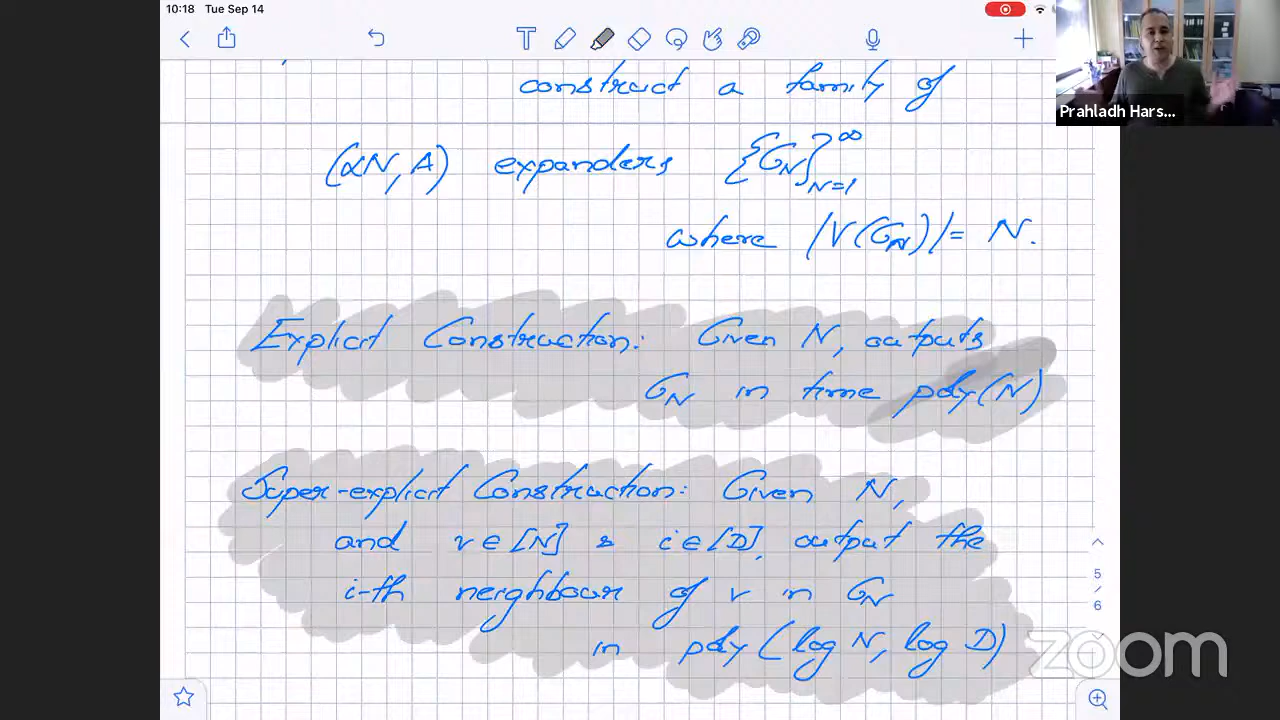 10:18 Tue Sep 14
Prahladh Hars...
construct a family of
(αN, A) expanders {G_N}_{N=1}^∞
where |V(G_N)| = N.
Explicit Construction: Given N, outputs
G_N in time poly(N)
Super-explicit Construction: Given N,
and v ∈ [N] & i ∈ [D], output the
i-th neighbour of v in G_N
in poly(log N, log D)
5
/
6
zoom